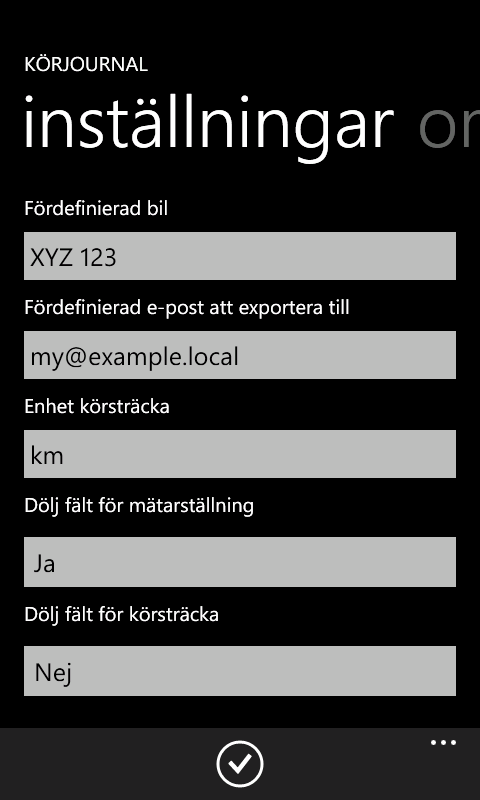 KÖRJOURNAL
inställningar or
Fördefinierad bil
XYZ 123
Fördefinierad e-post att exportera till
my@example.local
Enhet körsträcka
km
Dölj fält för mätarställning
Ja
Dölj fält för körsträcka
Nej